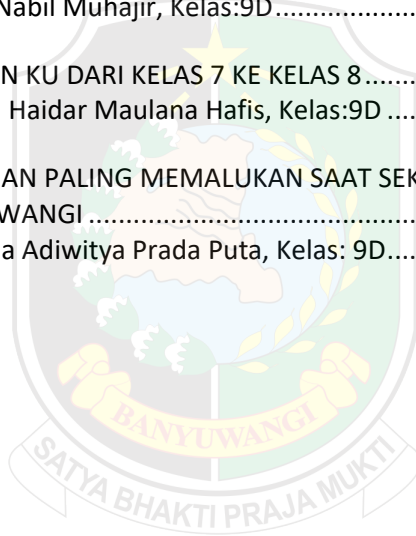 Nabil Muhajir, Kelas:9D....................
N KU DARI KELAS 7 KE KELAS 8.......
Haidar Maulana Hafis, Kelas:9D ....
AN PALING MEMALUKAN SAAT SEK
WANGI.............................................
a Adiwitya Prada Puta, Kelas: 9D....
BANYUWANGI
SATYA BHAKTI PRAJA MUKTI